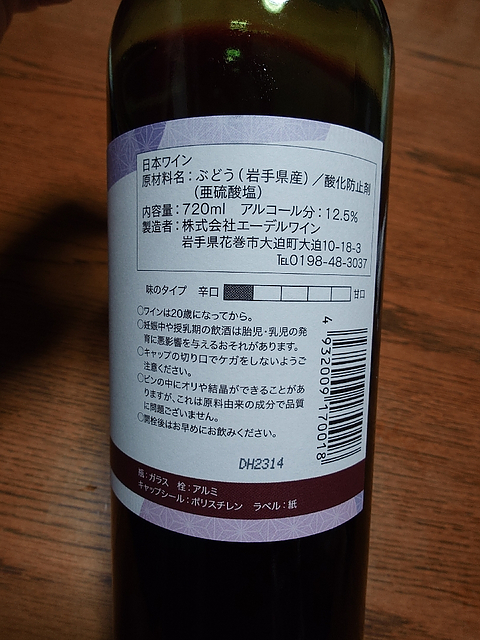 日本ワイン
原材料名：ぶどう（岩手県産）／酸化防止剤
（亜硫酸塩）
内容量：720ml　アルコール分：12.5%
製造者：株式会社エーデルワイン
岩手県花巻市大迫町大迫10-18-3
℡0198-48-3037
味のタイプ　辛口　甘口
○ワインは20歳になってから。
○妊娠中や授乳期の飲酒は胎児・乳児の発
育に悪影響を与えるおそれがあります。
○キャップの切り口でケガをしないようご
注意ください。
○ビンの中にオリや結晶ができることがあ
りますが、これは原料由来の成分で品質
に問題ございません。
○開栓後はお早めにお飲みください。
4 932009 170018
DH2314
瓶：ガラス　栓：アルミ
キャップシール：ポリスチレン　ラベル：紙